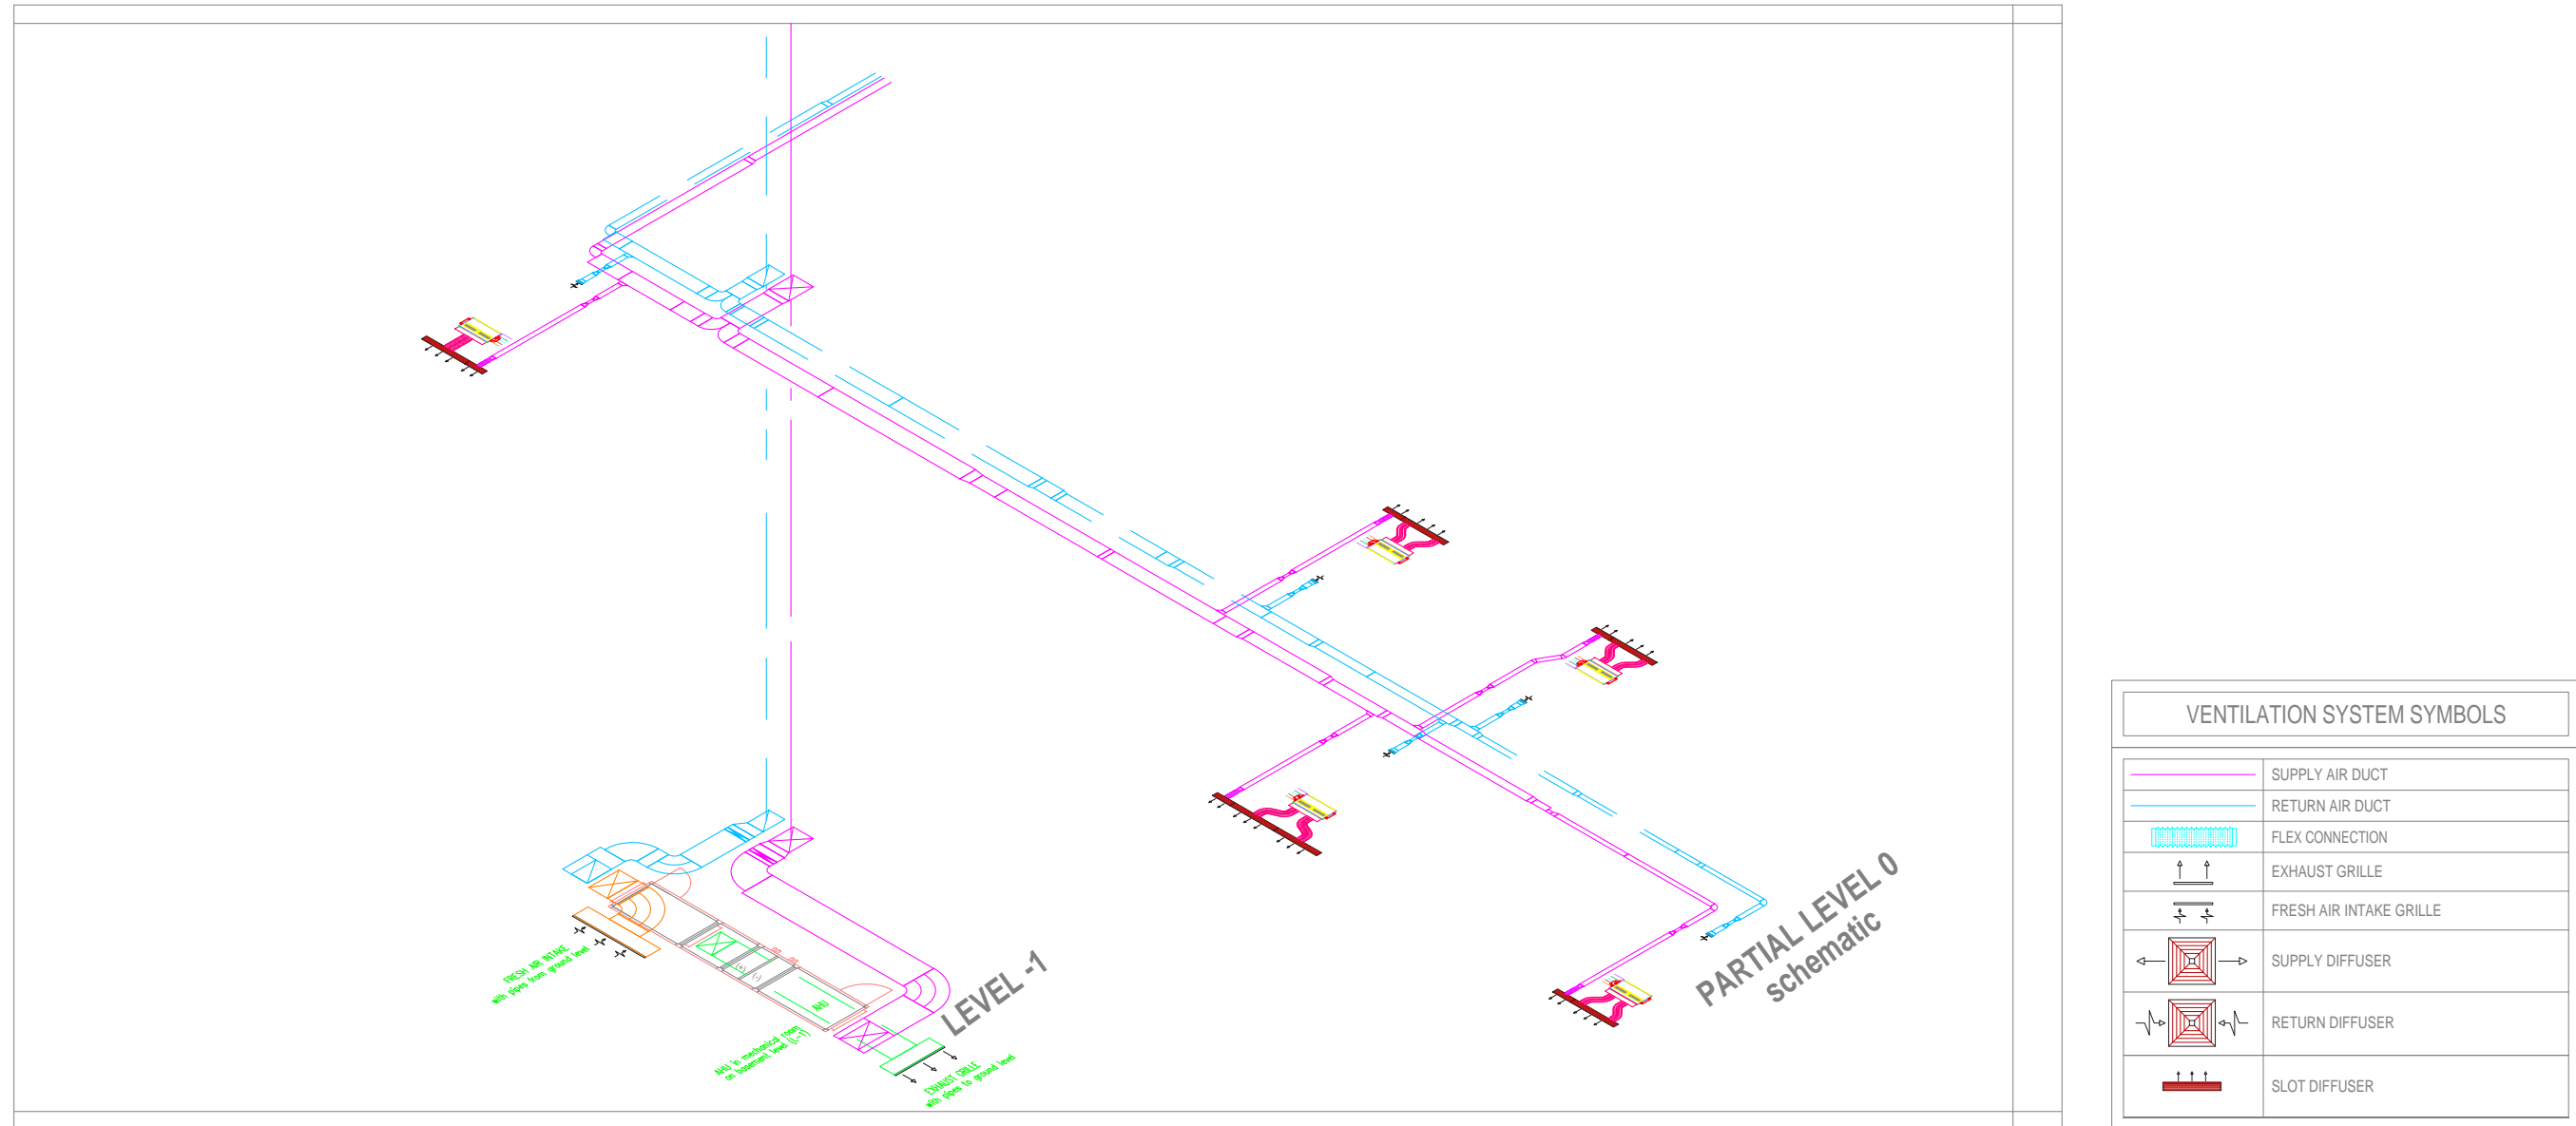 LEVEL -1
PARTIAL LEVEL 0
schematic
FRESH AIR INTAKE
with pipes from ground level
AHU
(+)
(-)
AHU in mechanical room
on basement level (L-1)
EXHAUST GRILLE
with pipes to ground level
VENTILATION SYSTEM SYMBOLS
SUPPLY AIR DUCT
RETURN AIR DUCT
FLEX CONNECTION
EXHAUST GRILLE
FRESH AIR INTAKE GRILLE
SUPPLY DIFFUSER
RETURN DIFFUSER
SLOT DIFFUSER